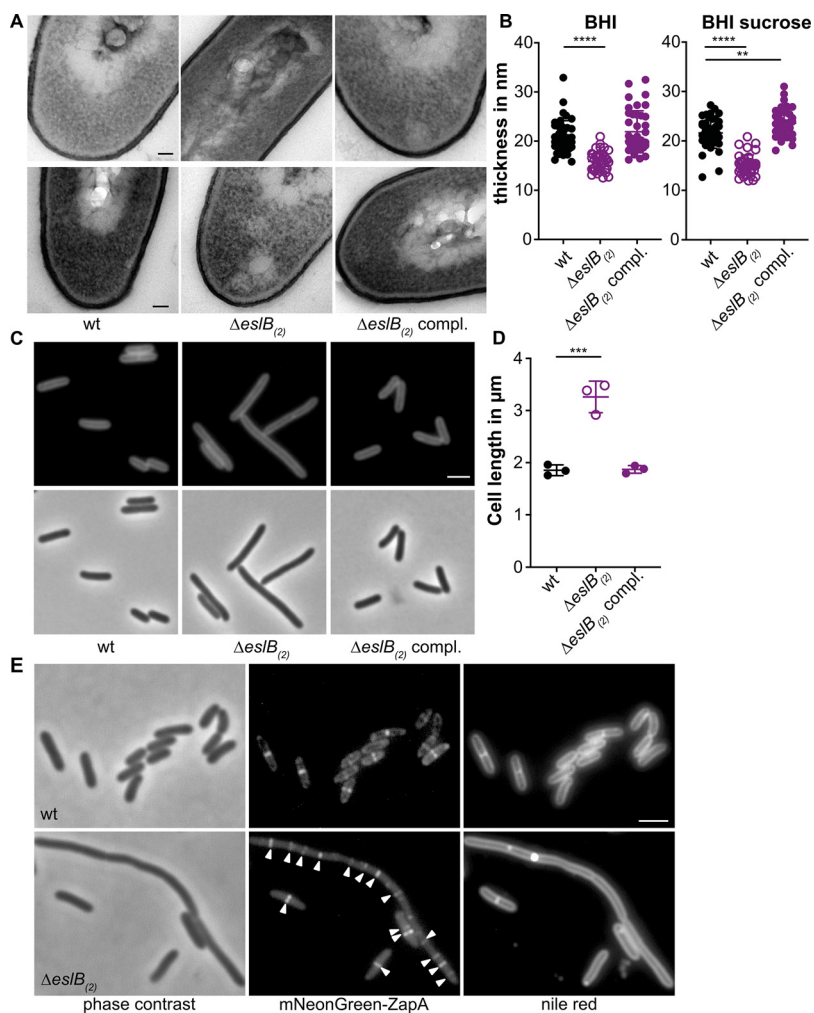 A
B
BHI
BHI sucrose
****
****
**
thickness in nm
40
30
20
10
0
40
30
20
10
0
wt
ΔeslB(2)
ΔeslB(2) compl.
wt
ΔeslB(2)
ΔeslB(2) compl.
wt
ΔeslB(2)
ΔeslB(2) compl.
C
D
***
Cell length in µm
4
3
2
1
0
wt
ΔeslB(2)
ΔeslB(2) compl.
wt
ΔeslB(2)
ΔeslB(2) compl.
E
wt
ΔeslB(2)
phase contrast
mNeonGreen-ZapA
nile red